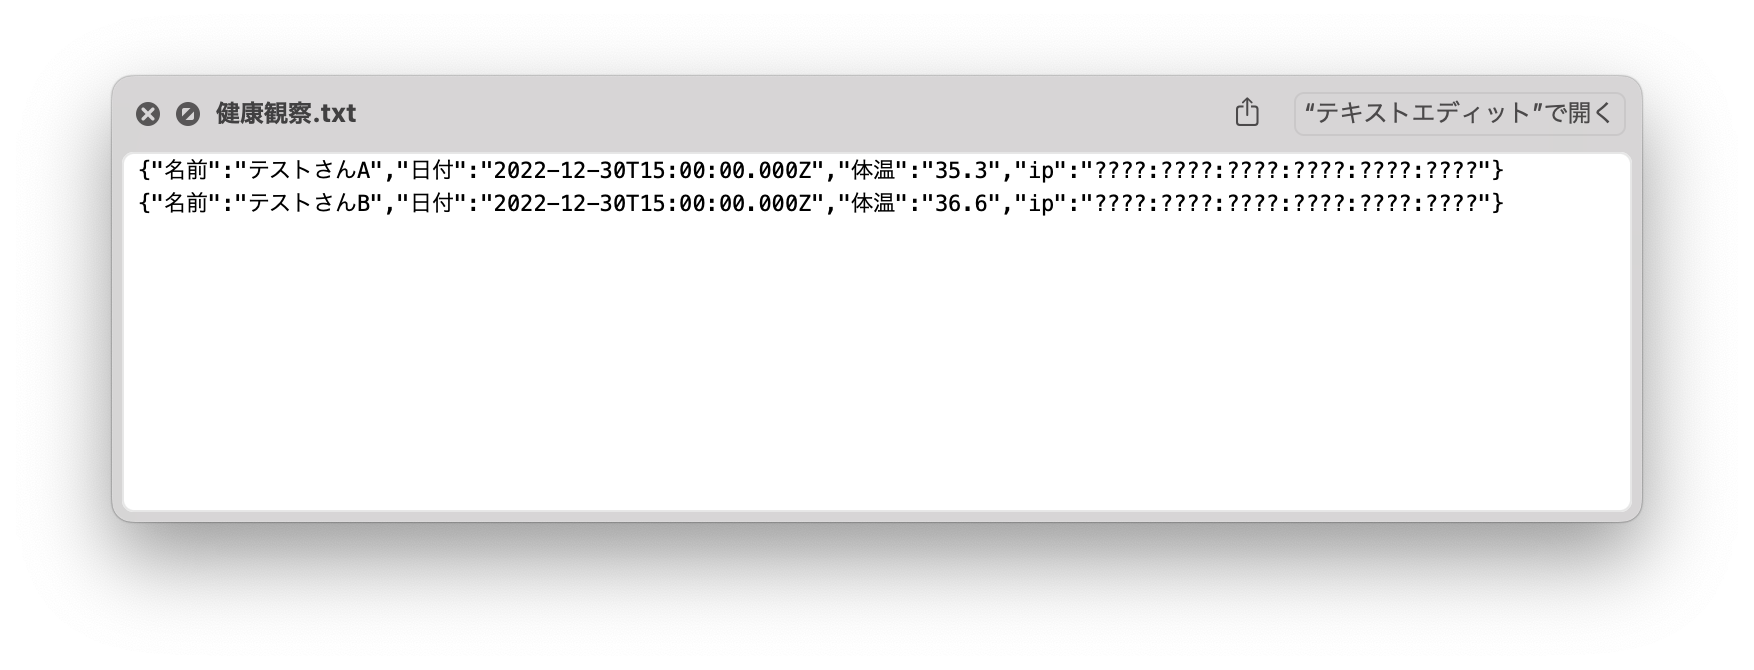 健康観察.txt
“テキストエディット”で開く
{"名前":"テストさんA","日付":"2022-12-30T15:00:00.000Z","体温":"35.3","ip":"????:????:????:????:????:????"}
{"名前":"テストさんB","日付":"2022-12-30T15:00:00.000Z","体温":"36.6","ip":"????:????:????:????:????:????"}